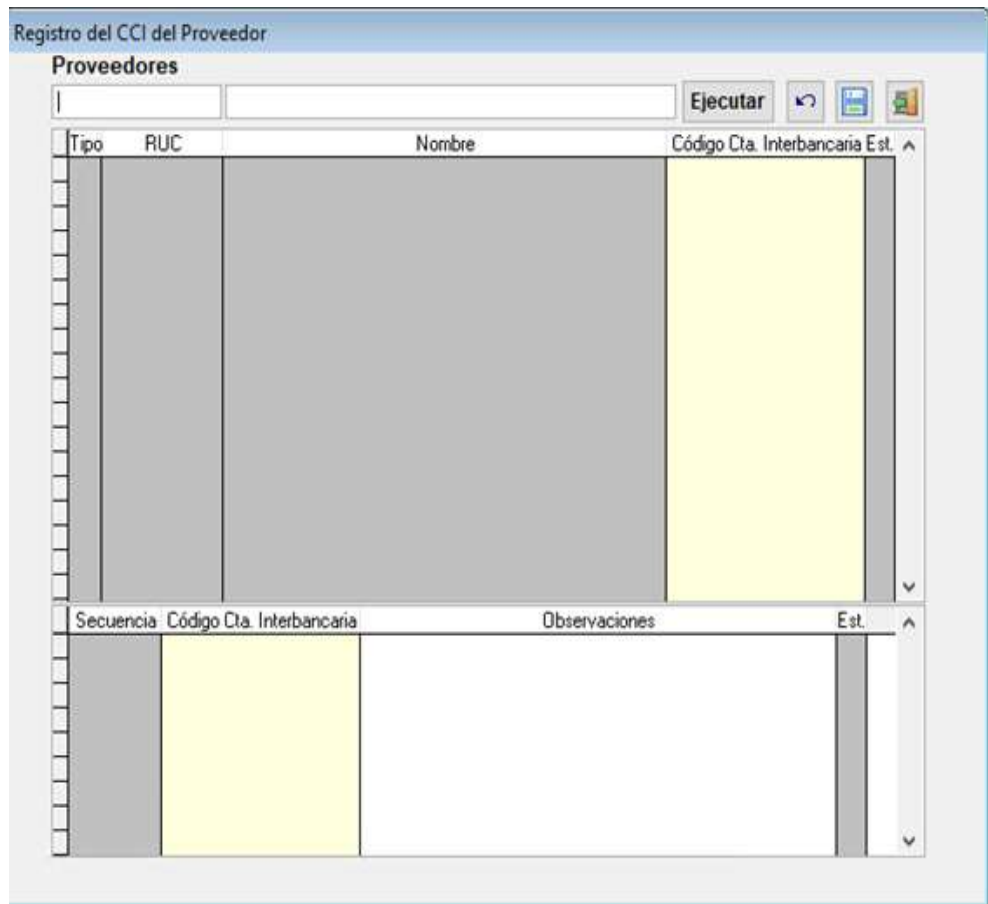 Registro del CCI del Proveedor
Proveedores
Ejecutar
Tipo RUC Nombre Código Cta. Interbancaria Est.
Secuencia Código Cta. Interbancaria Observaciones Est.